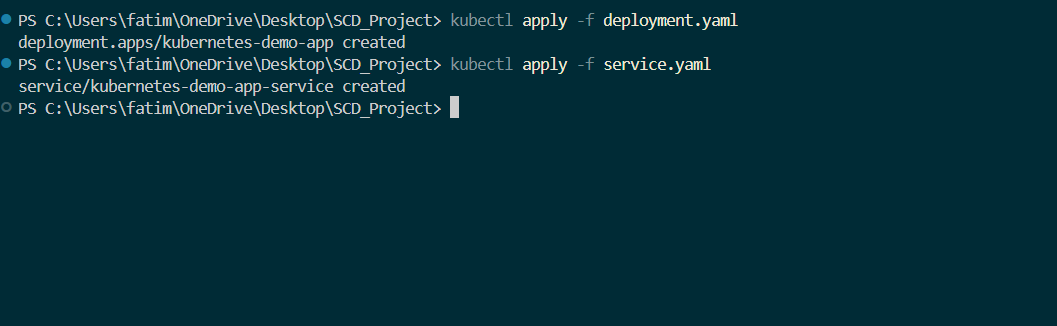 PS C:\Users\fatim\OneDrive\Desktop\SCD_Project> kubectl apply -f deployment.yaml
deployment.apps/kubernetes-demo-app created
PS C:\Users\fatim\OneDrive\Desktop\SCD_Project> kubectl apply -f service.yaml
service/kubernetes-demo-app-service created
PS C:\Users\fatim\OneDrive\Desktop\SCD_Project>